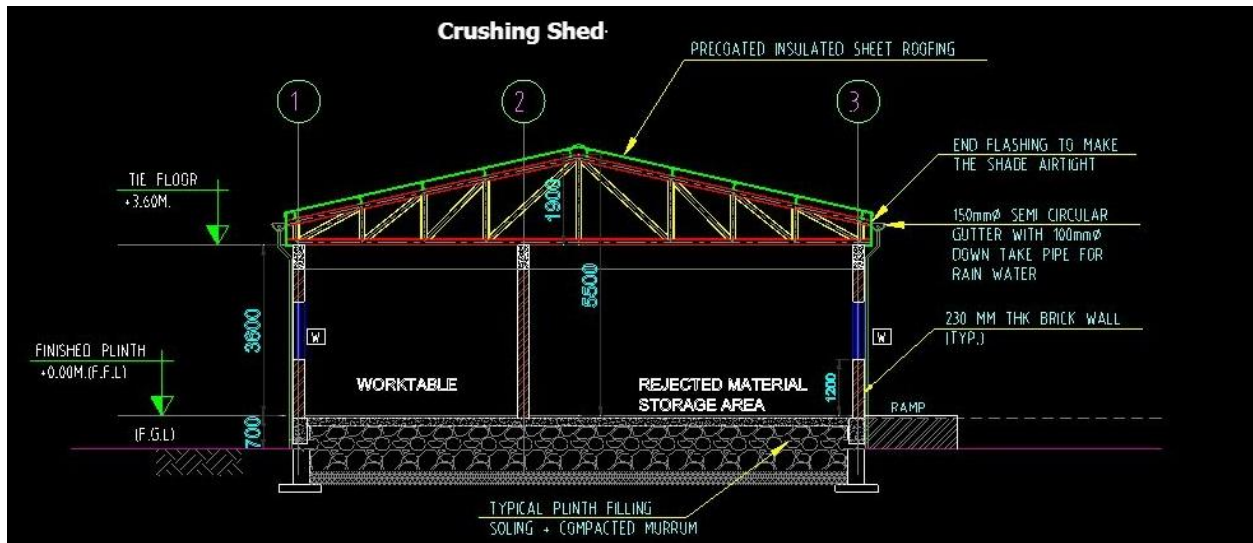 Crushing Shed
PRECOATED INSULATED SHEET ROOFING
1
2
3
END FLASHING TO MAKE
THE SHADE AIRTIGHT
TIE FLOOR
+3.60M.
1900
150mmØ SEMI CIRCULAR
GUTTER WITH 100mmØ
DOWN TAKE PIPE FOR
RAIN WATER
5500
3600
230 MM THK BRICK WALL
(TYP.)
W
W
FINISHED PLINTH
+0.00M.(F.F.L)
WORKTABLE
REJECTED MATERIAL
STORAGE AREA
1200
RAMP
(F.G.L)
700
TYPICAL PLINTH FILLING
SOLING + COMPACTED MURRUM